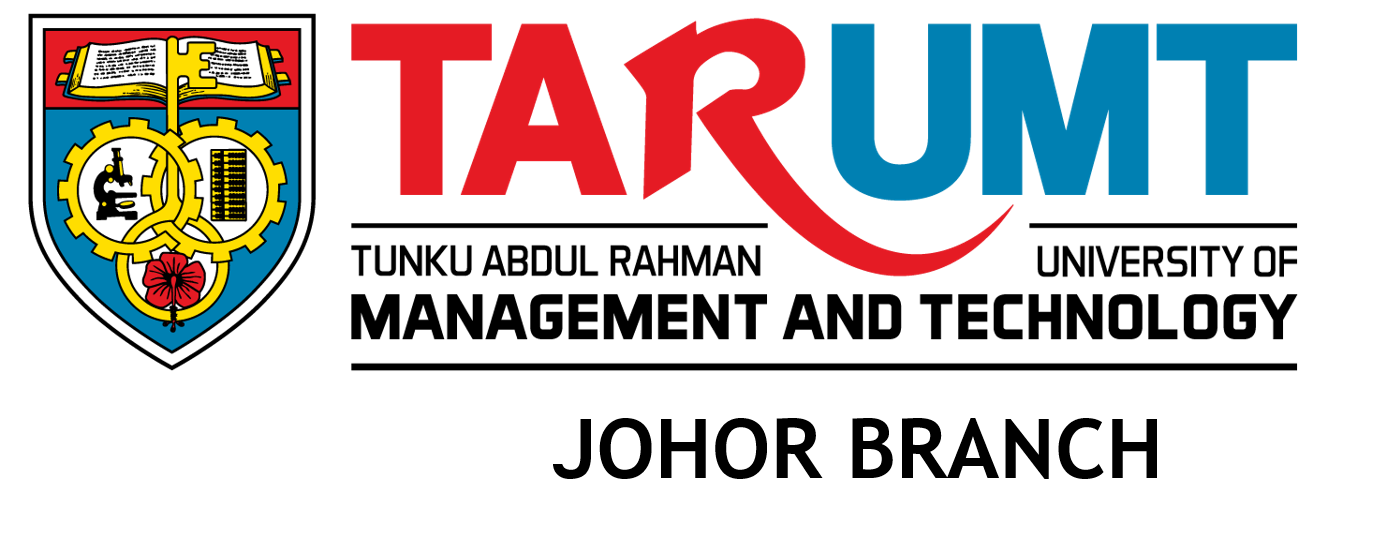 TARUMT
TUNKU ABDUL RAHMAN UNIVERSITY OF
MANAGEMENT AND TECHNOLOGY
JOHOR BRANCH